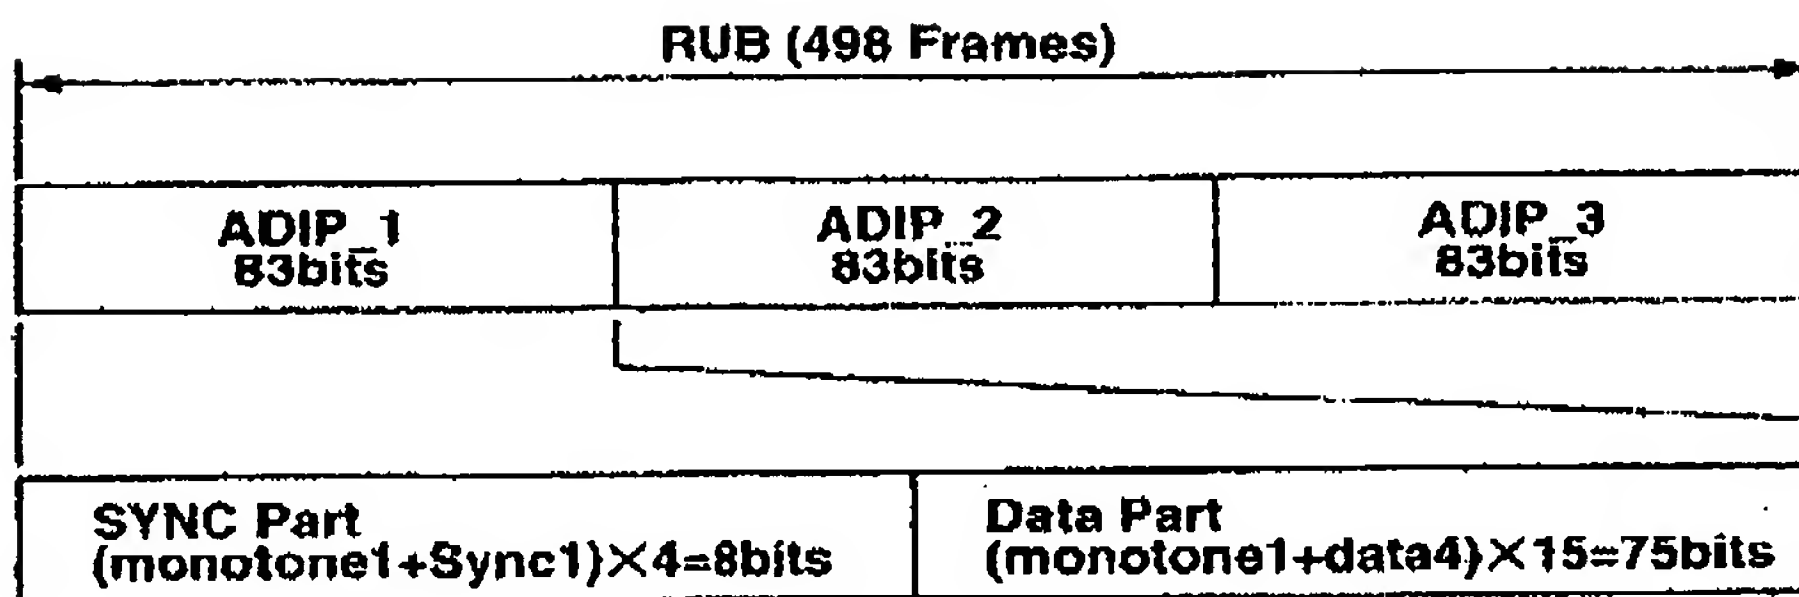 RUB (498 Frames)
ADIP_1
83bits
ADIP_2
83bits
ADIP_3
83bits
SYNC Part
(monotone1+Sync1)×4=8bits
Data Part
(monotone1+data4)×15=75bits